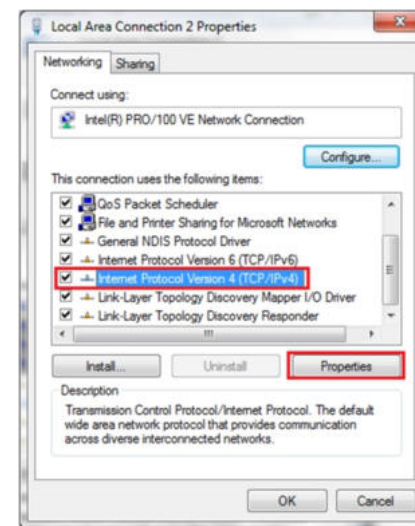 Local Area Connection 2 Properties
Networking
Sharing
Connect using:
Intel(R) PRO/100 VE Network Connection
Configure...
This connection uses the following items:
QoS Packet Scheduler
File and Printer Sharing for Microsoft Networks
General NDIS Protocol Driver
Internet Protocol Version 6 (TCP/IPv6)
Internet Protocol Version 4 (TCP/IPv4)
Link-Layer Topology Discovery Mapper I/O Driver
Link-Layer Topology Discovery Responder
Install...
Uninstall
Properties
Description
Transmission Control Protocol/Internet Protocol. The default
wide area network protocol that provides communication
across diverse interconnected networks.
OK
Cancel